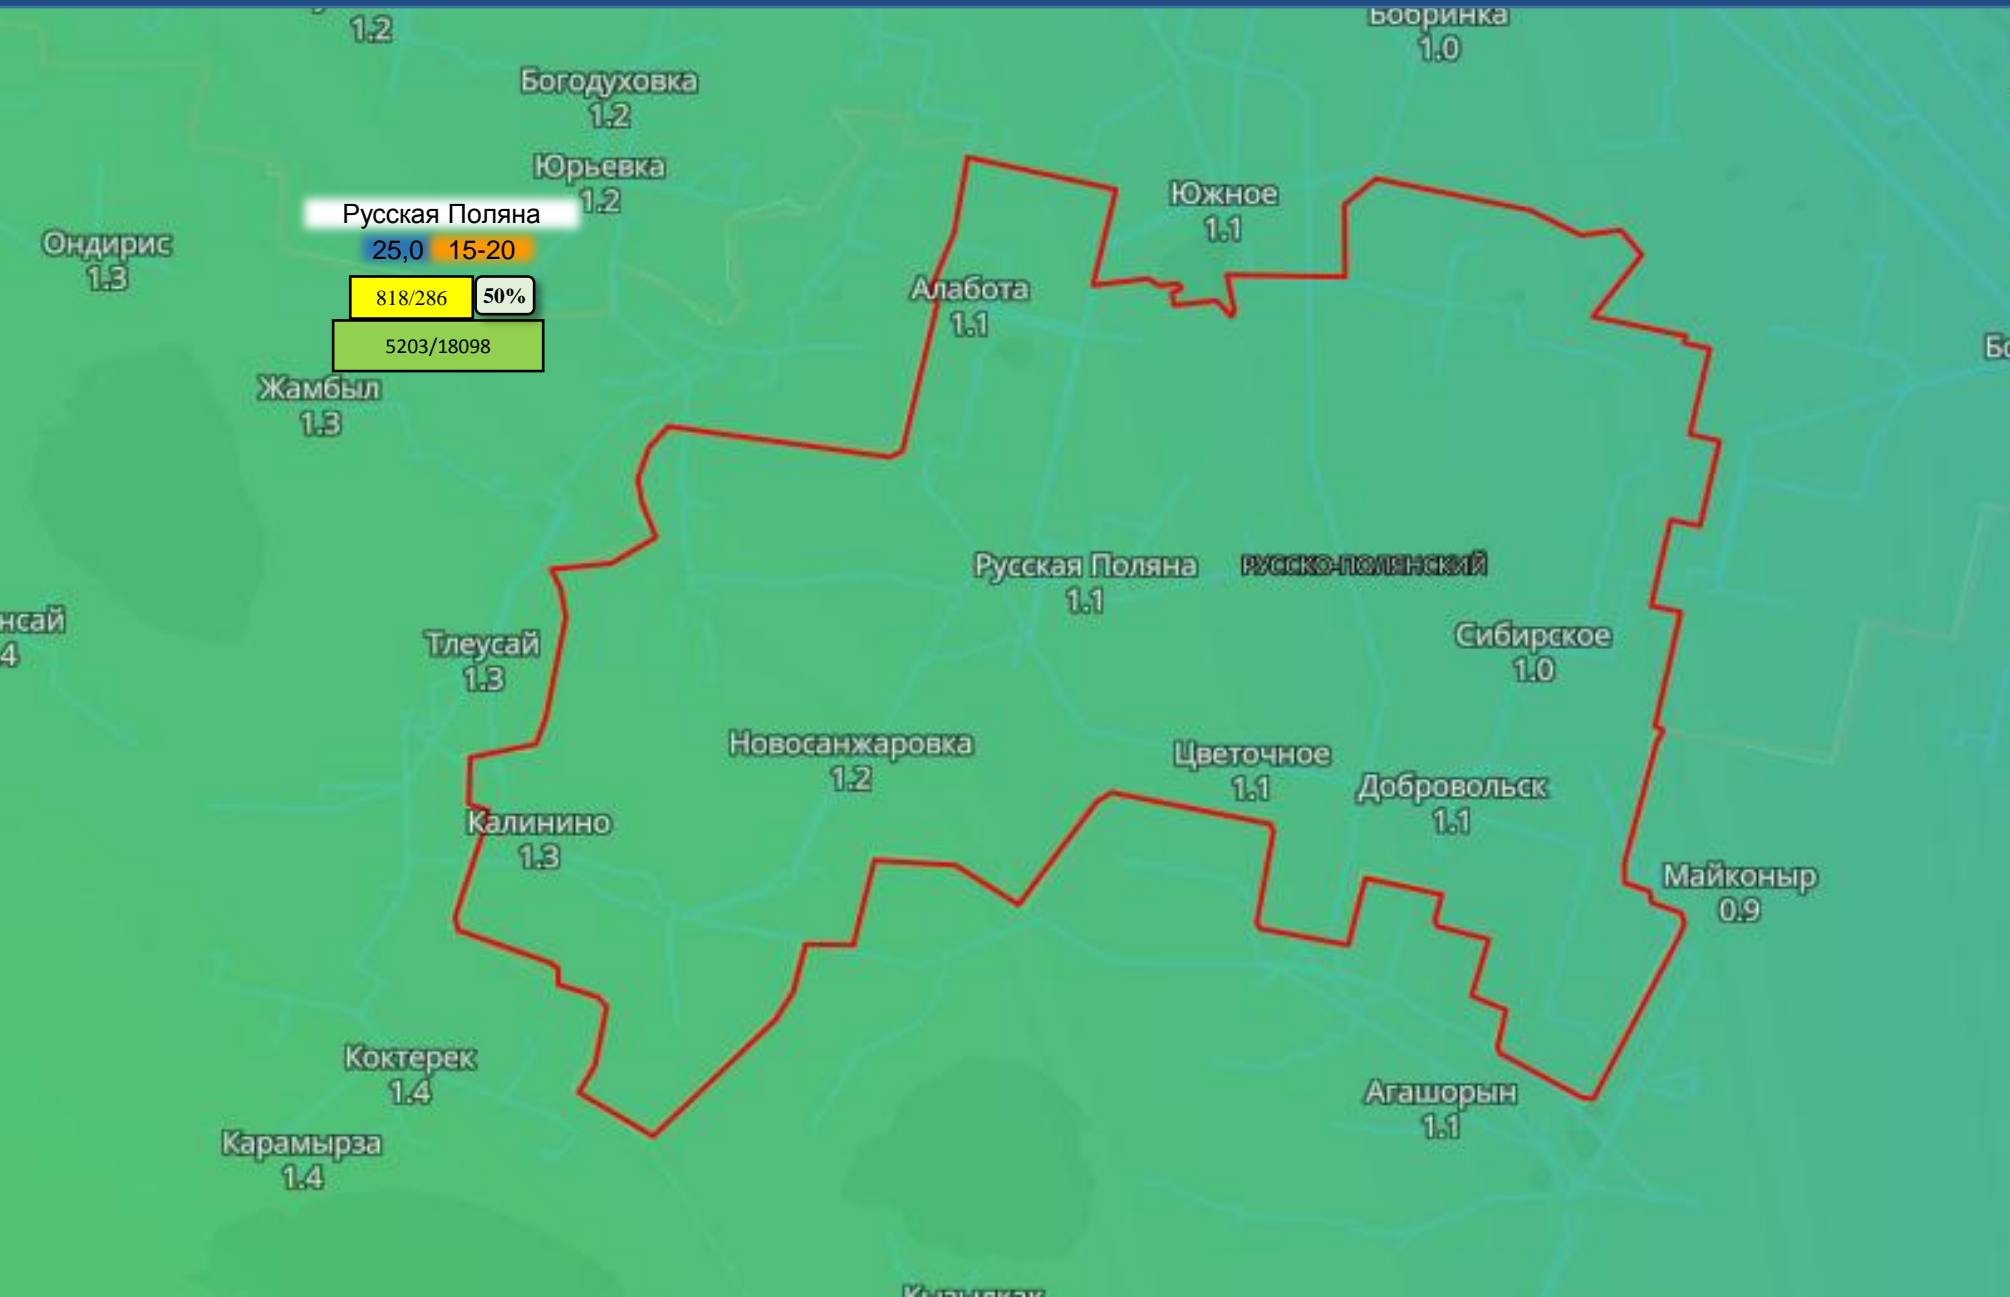 1.2
Бобринка
1.0
Богодуховка
1.2
Юрьевка
1.2
Южное
1.1
Русская Поляна
25,0 15-20
818/286 50%
5203/18098
Ондирис
1.3
Алабота
1.1
Жамбыл
1.3
Русская Поляна
1.1
РУССКО-ПОЛЯНСКИЙ
нсай
4
Тлеусай
1.3
Сибирское
1.0
Новосанжаровка
1.2
Цветочное
1.1
Добровольск
1.1
Калинино
1.3
Майконыр
0.9
Коктерек
1.4
Агашорын
1.1
Карамырза
1.4